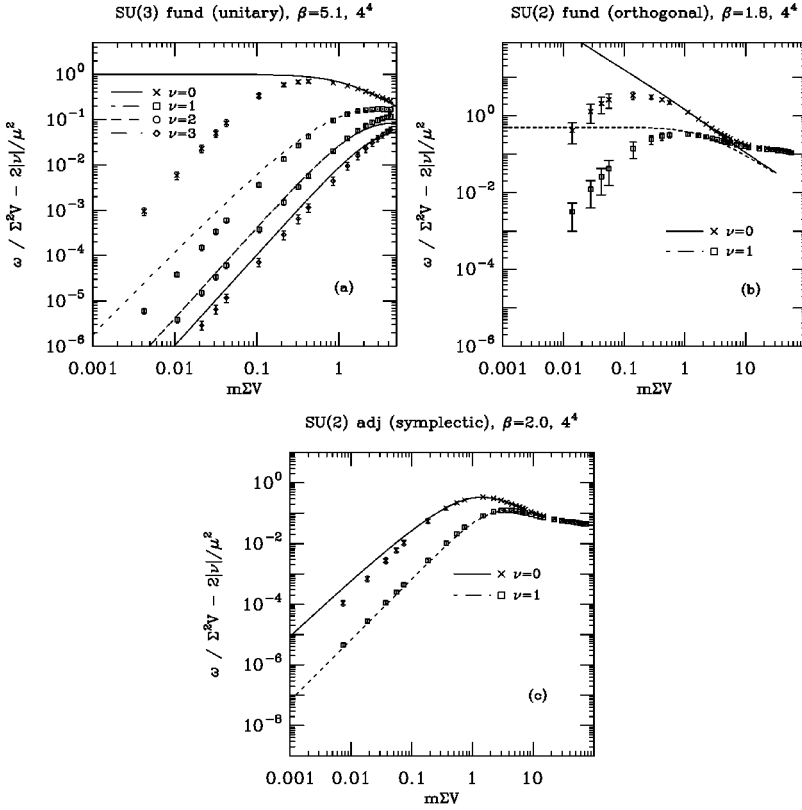 SU(3) fund (unitary), β=5.1, 4⁴
ω / Σ²V − 2|ν|/μ²
10⁰
10⁻¹
10⁻²
10⁻³
10⁻⁴
10⁻⁵
10⁻⁶
ν=0
ν=1
ν=2
ν=3
(a)
0.001 0.01 0.1 1
mΣV
SU(2) fund (orthogonal), β=1.8, 4⁴
ω / Σ²V − 2|ν|/μ²
10⁰
10⁻²
10⁻⁴
10⁻⁶
ν=0
ν=1
(b)
0.001 0.01 0.1 1 10
mΣV
SU(2) adj (symplectic), β=2.0, 4⁴
ω / Σ²V − 2|ν|/μ²
10⁰
10⁻²
10⁻⁴
10⁻⁶
10⁻⁸
ν=0
ν=1
(c)
0.001 0.01 0.1 1 10
mΣV